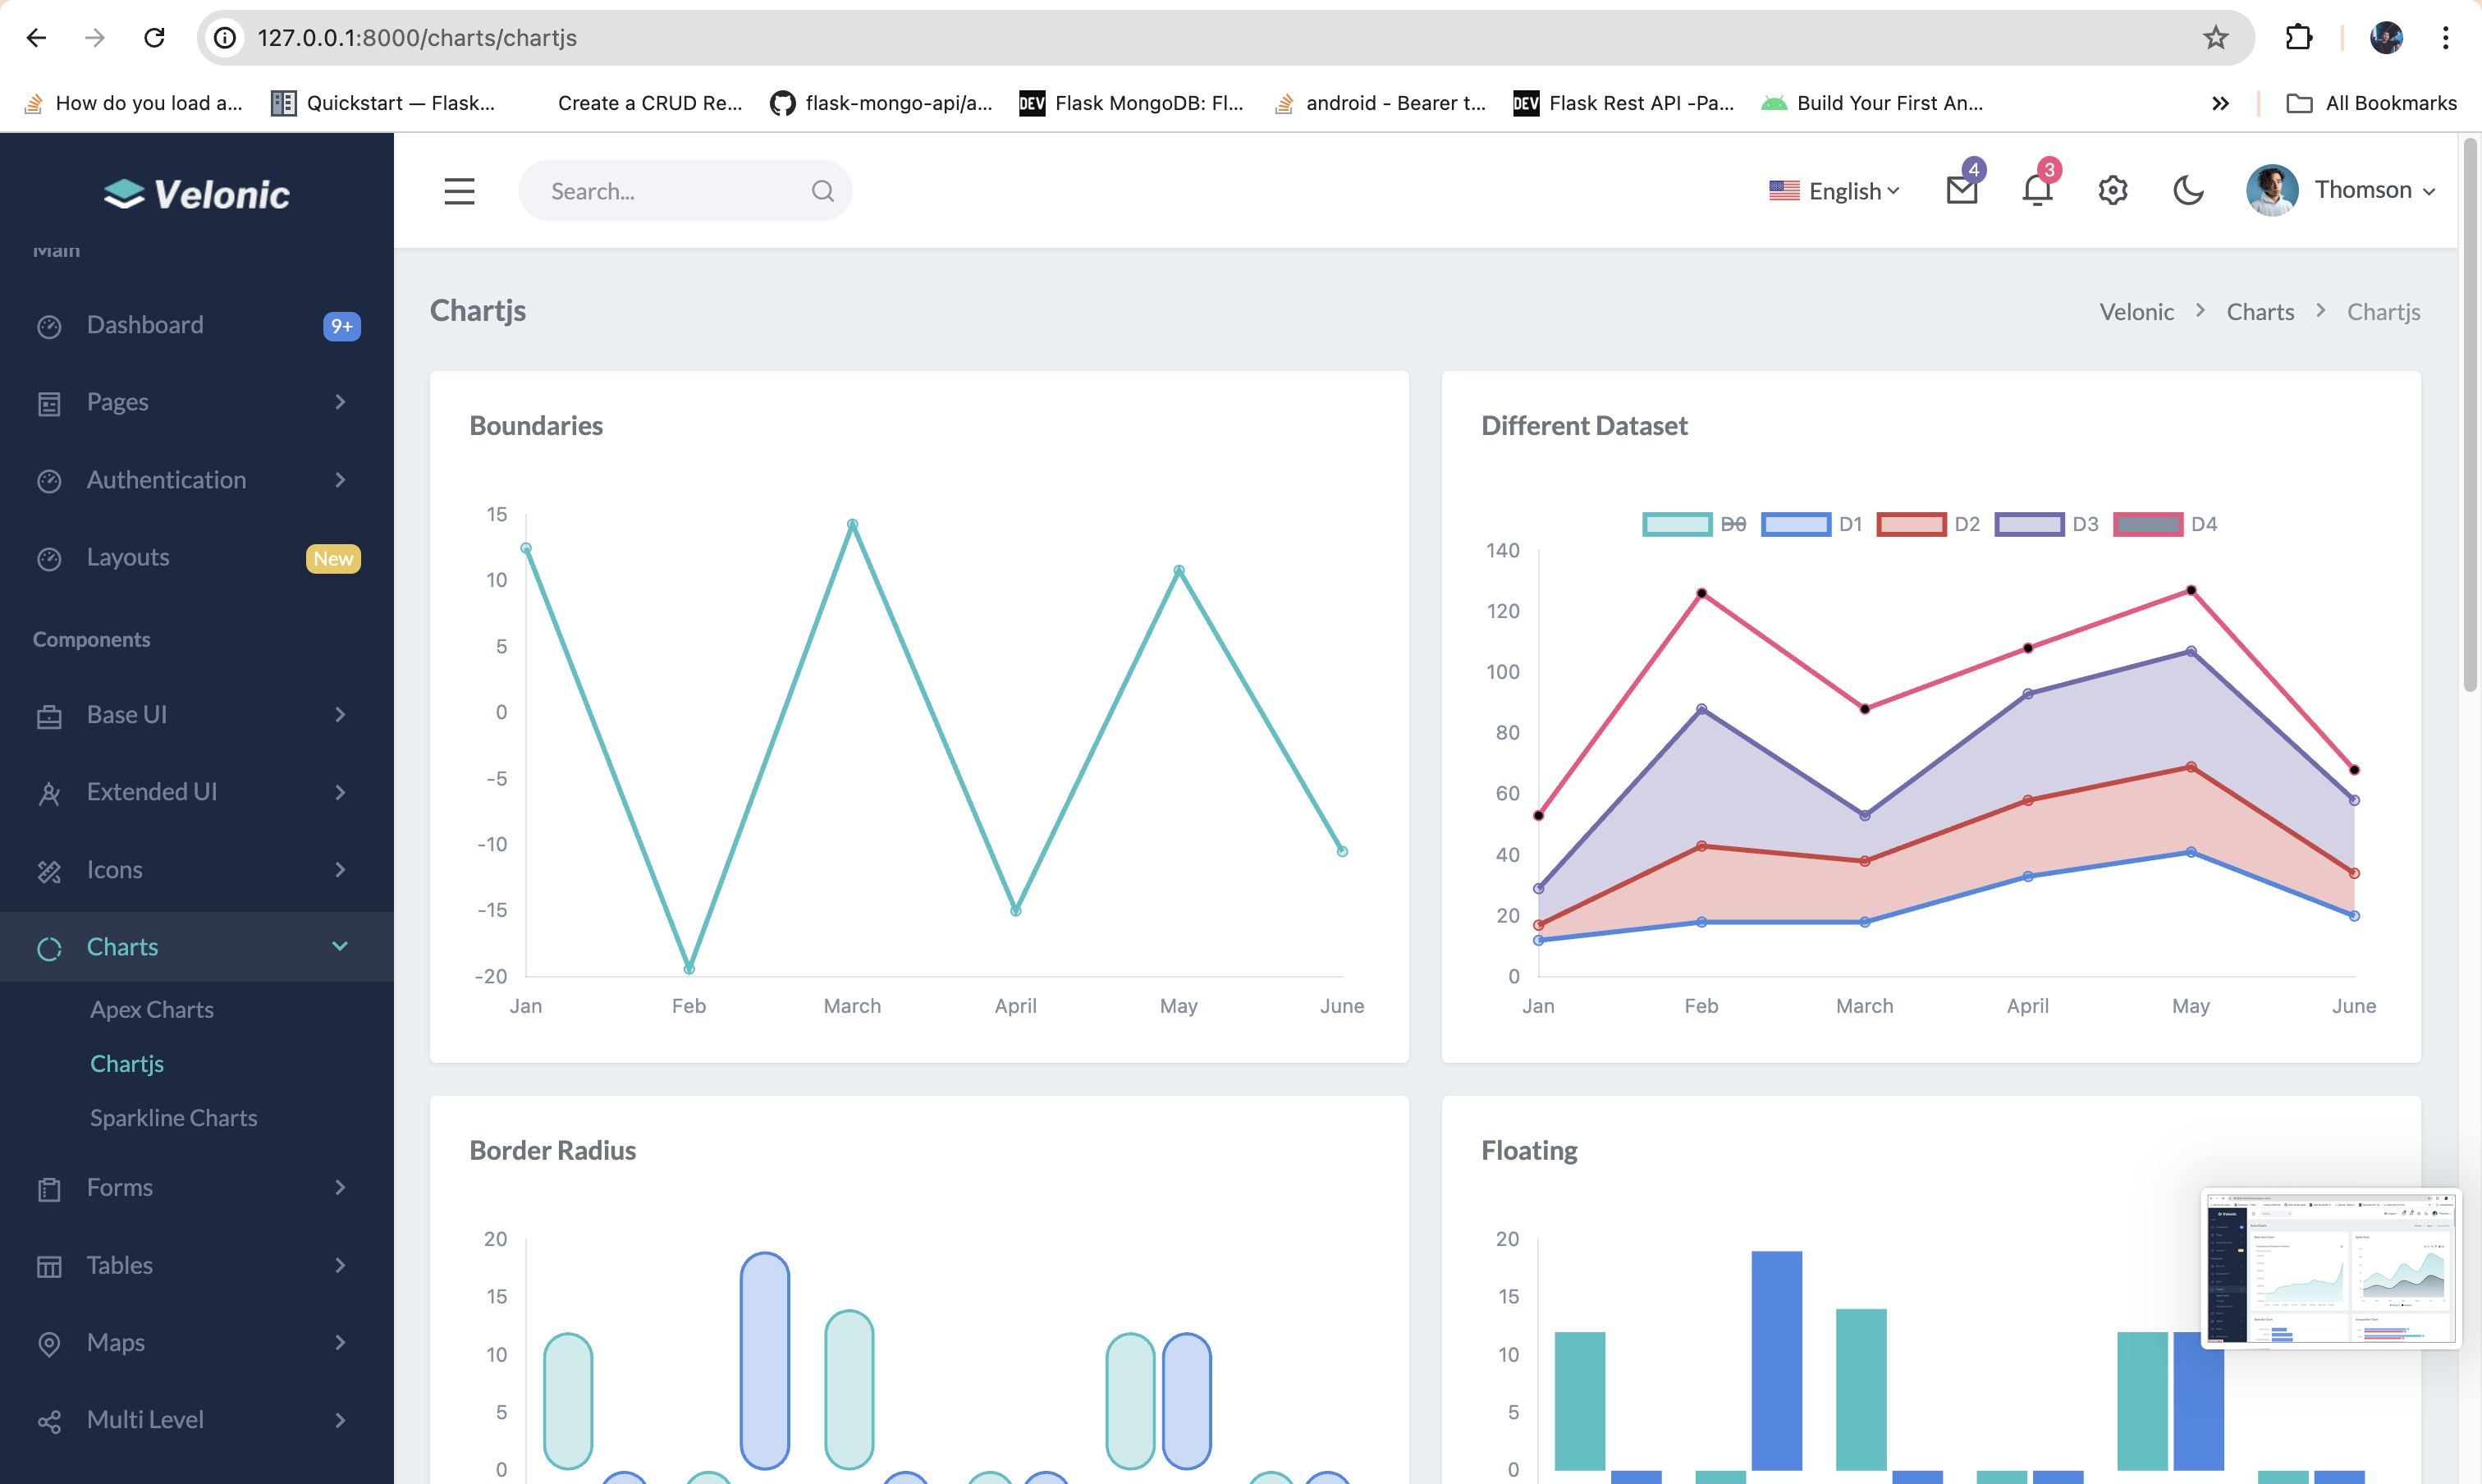 127.0.0.1:8000/charts/chartjs
How do you load a...
Quickstart — Flask...
Create a CRUD Re...
flask-mongo-api/a...
DEV Flask MongoDB: Fl...
android - Bearer t...
DEV Flask Rest API -Pa...
Build Your First An...
All Bookmarks
Velonic
Main
Dashboard 9+
Pages
Authentication
Layouts New
Components
Base UI
Extended UI
Icons
Charts
Apex Charts
Chartjs
Sparkline Charts
Forms
Tables
Maps
Multi Level
Search...
English
4
3
Thomson
Chartjs
Velonic > Charts > Chartjs
Boundaries
15
10
5
0
-5
-10
-15
-20
Jan Feb March April May June
Different Dataset
D0 D1 D2 D3 D4
140
120
100
80
60
40
20
0
Jan Feb March April May June
Border Radius
20
15
10
5
0
Floating
20
15
10
5
0